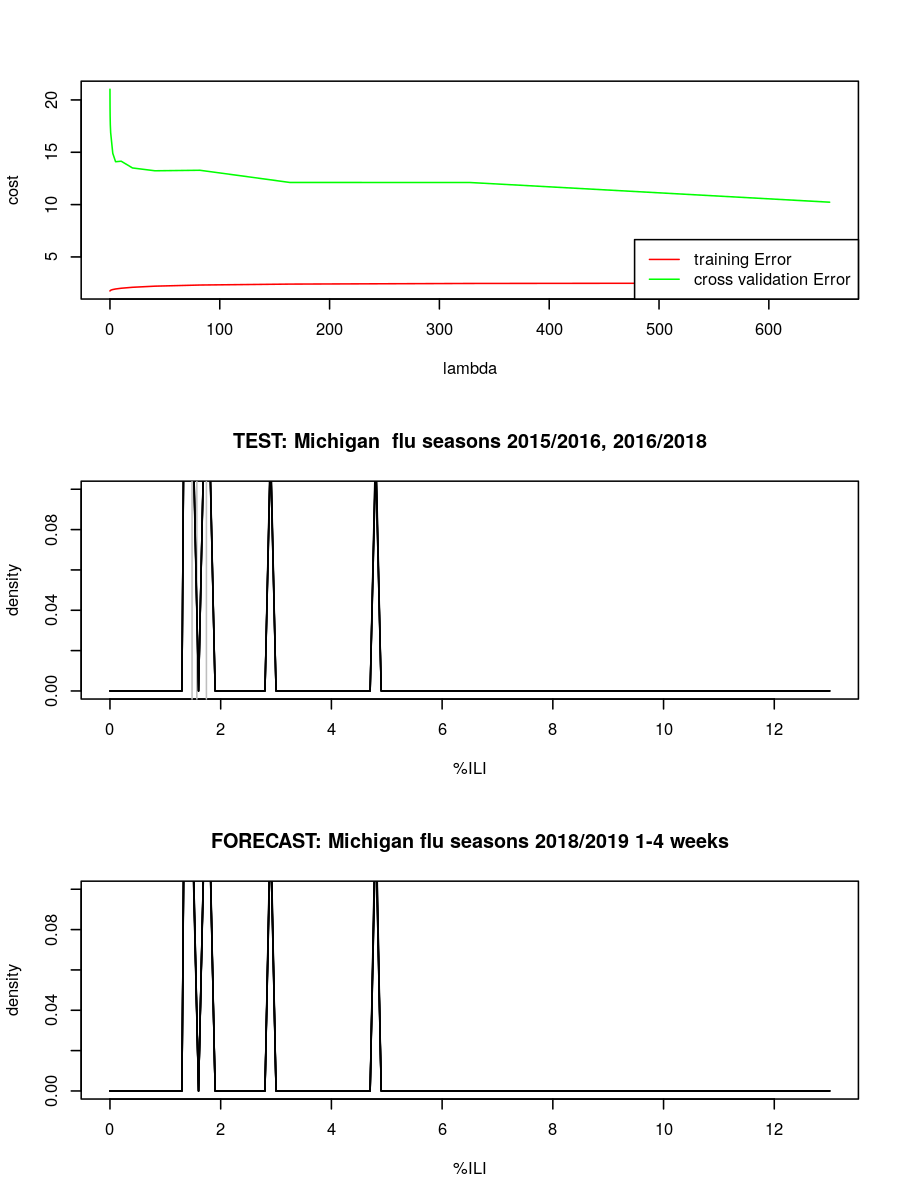 20
15
10
5
cost
training Error
cross validation Error
0 100 200 300 400 500 600
lambda
TEST: Michigan  flu seasons 2015/2016, 2016/2018
0.08
0.04
0.00
density
0 2 4 6 8 10 12
%ILI
FORECAST: Michigan flu seasons 2018/2019 1-4 weeks
0.08
0.04
0.00
density
0 2 4 6 8 10 12
%ILI